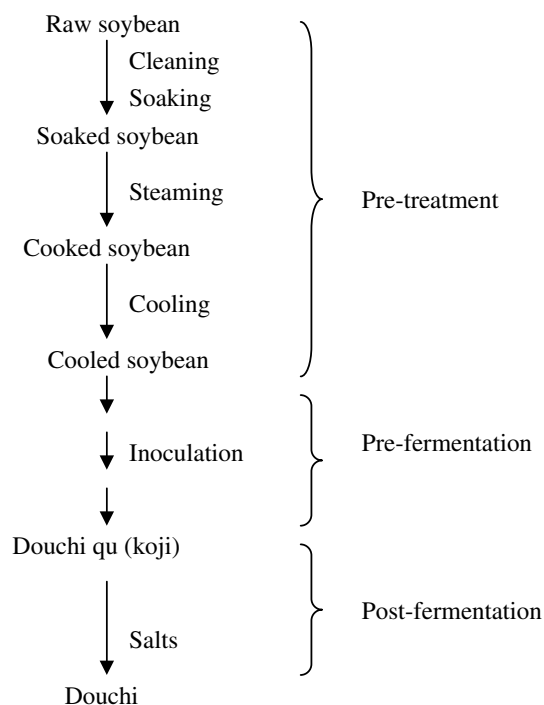 Raw soybean
Cleaning
Soaking
Soaked soybean
Steaming
Pre-treatment
Cooked soybean
Cooling
Cooled soybean
Pre-fermentation
Inoculation
Douchi qu (koji)
Post-fermentation
Salts
Douchi